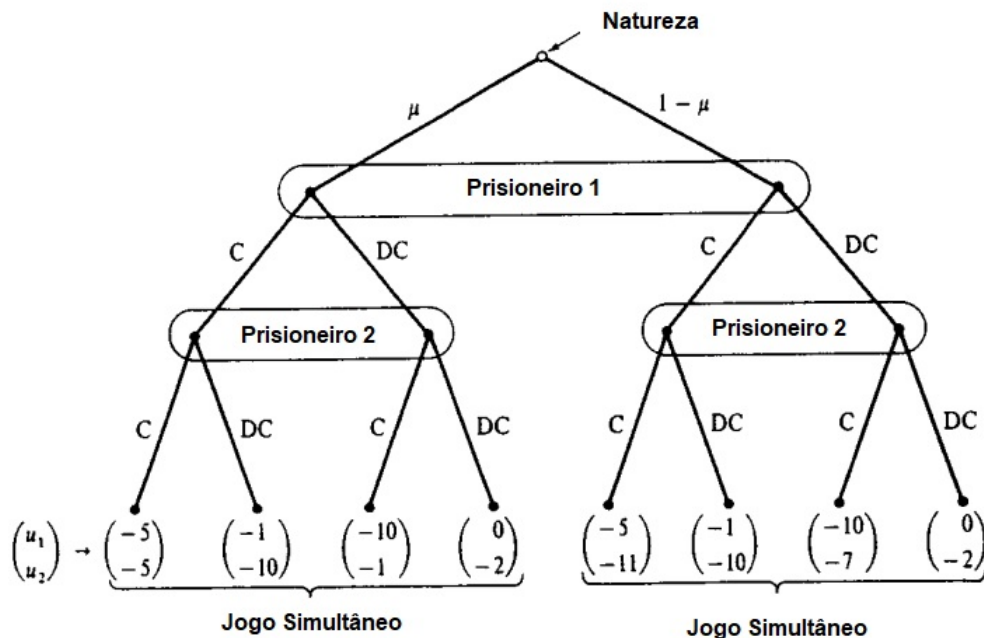 Natureza
μ
1 − μ
Prisioneiro 1
C DC C DC
Prisioneiro 2 Prisioneiro 2
C DC C DC C DC C DC
(u₁ u₂) → (−5 −5) (−1 −10) (−10 −1) (0 −2) (−5 −11) (−1 −10) (−10 −7) (0 −2)
Jogo Simultâneo Jogo Simultâneo